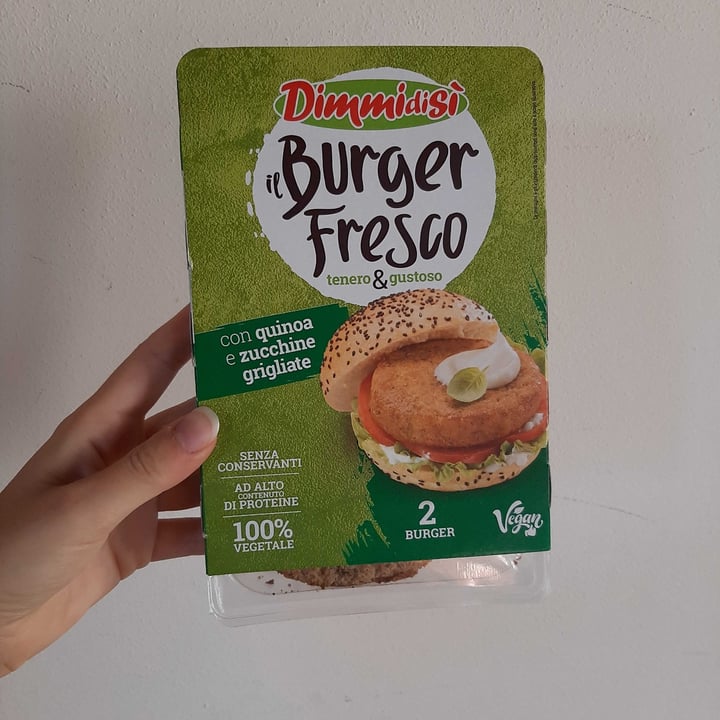 Dimmidisì
il Burger
Fresco
tenero & gustoso
con quinoa
e zucchine
grigliate
SENZA
CONSERVANTI
AD ALTO
CONTENUTO
DI PROTEINE
100%
VEGETALE
2
BURGER
Vegan